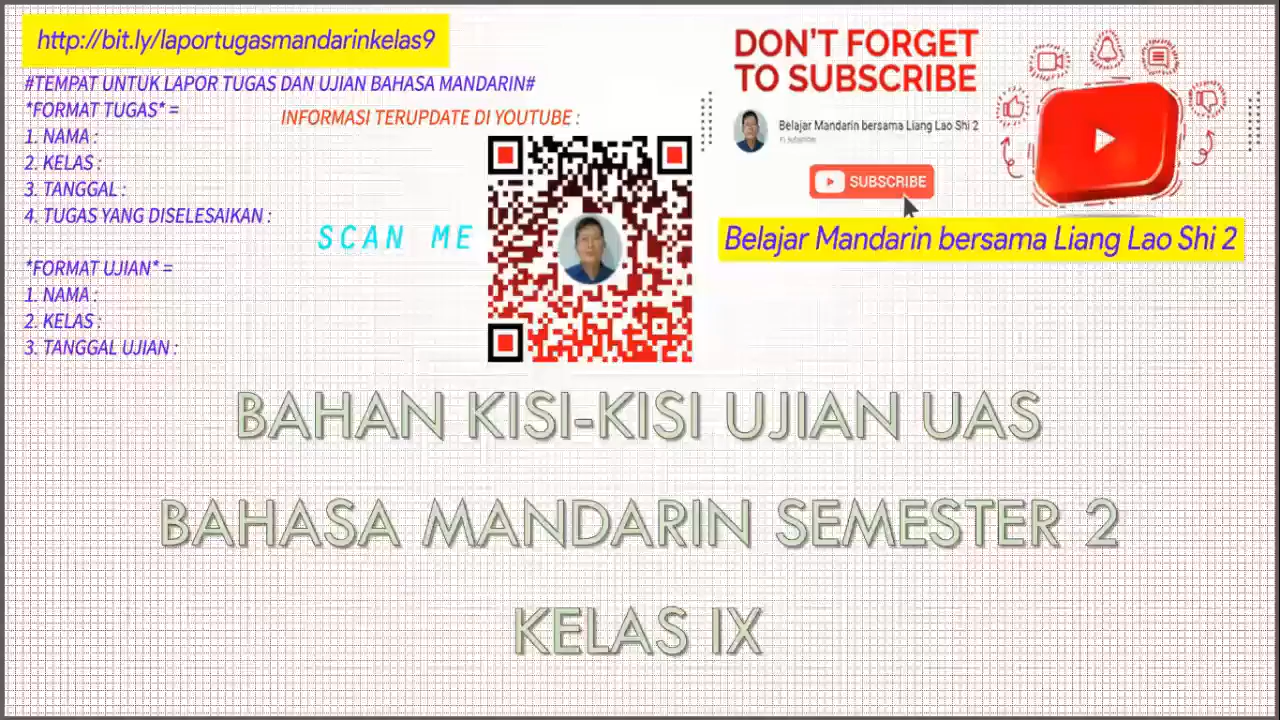 http://bit.ly/laportugasmandarinkelas9
#TEMPAT UNTUK LAPOR TUGAS DAN UJIAN BAHASA MANDARIN#
*FORMAT TUGAS* =
1. NAMA :
2. KELAS :
3. TANGGAL :
4. TUGAS YANG DISELESAIKAN :
*FORMAT UJIAN* =
1. NAMA :
2. KELAS :
3. TANGGAL UJIAN :
INFORMASI TERUPDATE DI YOUTUBE :
SCAN ME
DON'T FORGET
TO SUBSCRIBE
Belajar Mandarin bersama Liang Lao Shi 2
SUBSCRIBE
Belajar Mandarin bersama Liang Lao Shi 2
BAHAN KISI-KISI UJIAN UAS
BAHASA MANDARIN SEMESTER 2
KELAS IX